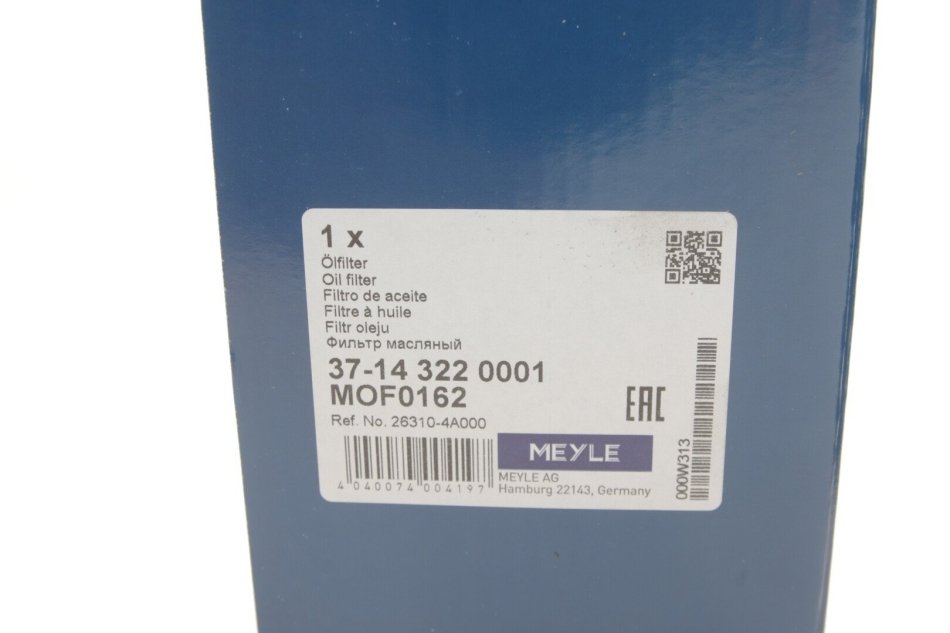 1 x
Ölfilter
Oil filter
Filtro de aceite
Filtre à huile
Filtr oleju
Фильтр масляный
37-14 322 0001
MOF0162
Ref. No. 26310-4A000
EAC
4 040074 004197
MEYLE
MEYLE AG
Hamburg 22143, Germany
000W313